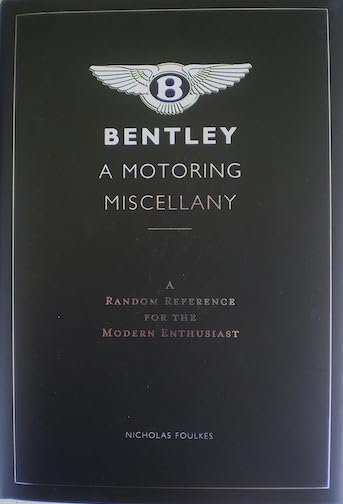 B
BENTLEY
A MOTORING
MISCELLANY
A
RANDOM REFERENCE
FOR THE
MODERN ENTHUSIAST
NICHOLAS FOULKES